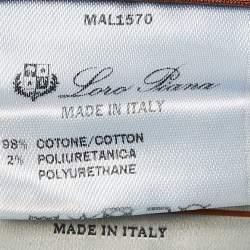 MAL1570
Loro Piana
MADE IN ITALY
98% COTONE/COTTON
2% POLIURETANICA
POLYURETHANE
MADE IN ITALY